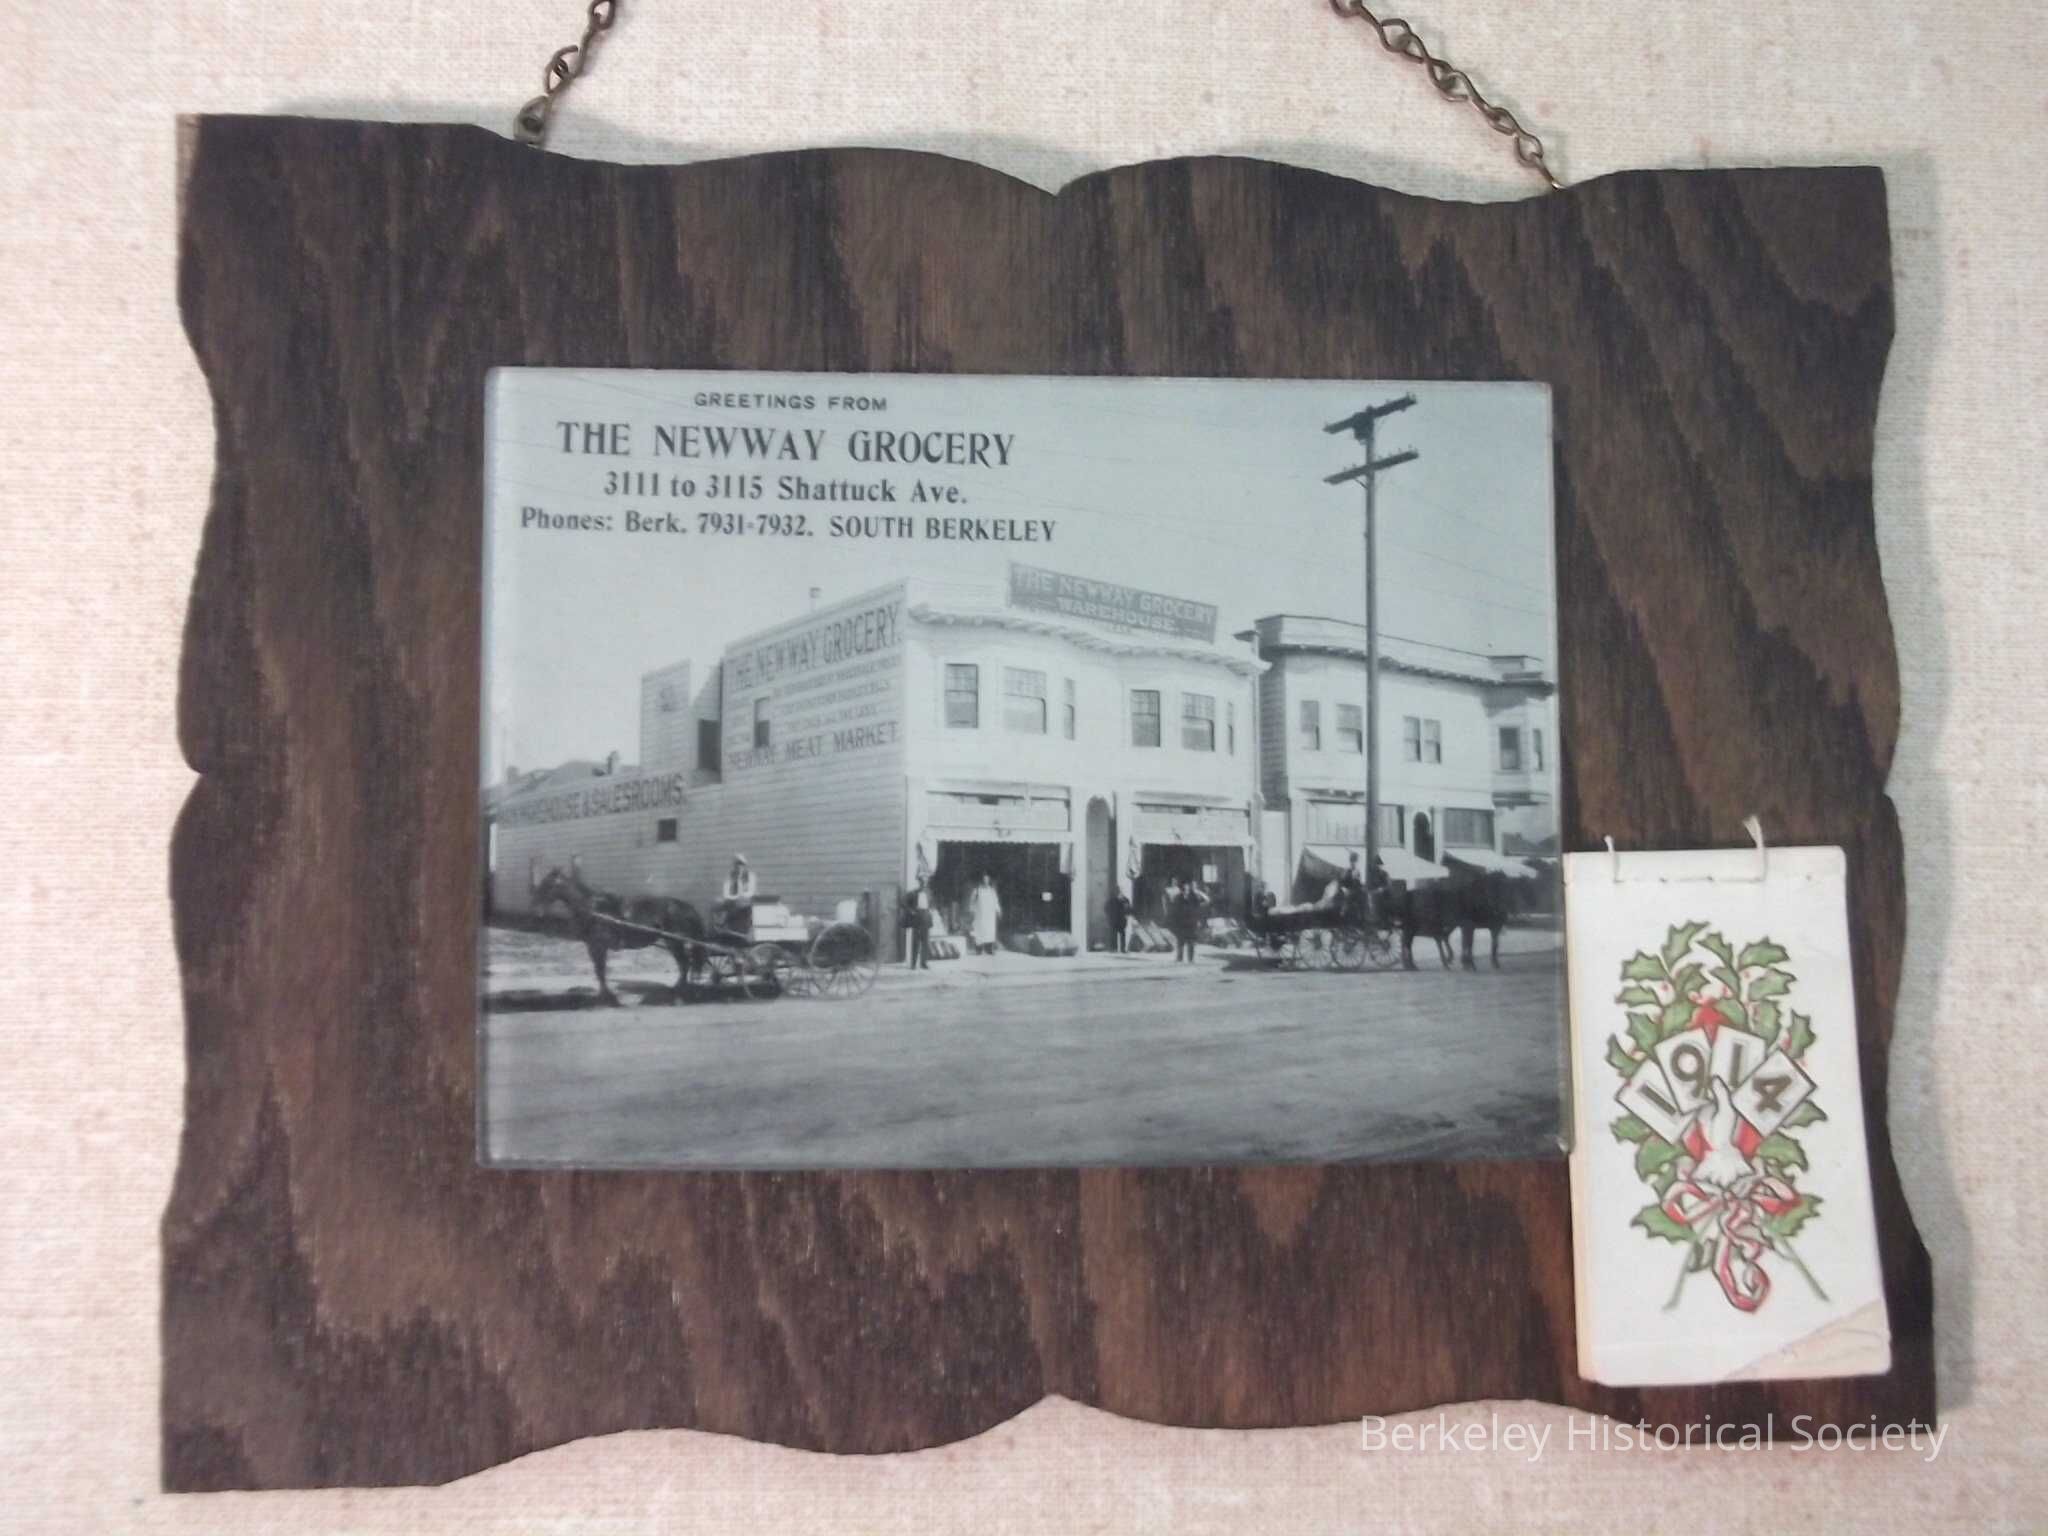 GREETINGS FROM
THE NEWWAY GROCERY
3111 to 3115 Shattuck Ave.
Phones: Berk. 7931-7932. SOUTH BERKELEY
THE NEWWAY GROCERY
WAREHOUSE
THE NEWWAY GROCERY.
NEWWAY MEAT MARKET
WAREHOUSE & SALESROOMS.
1914
Berkeley Historical Society